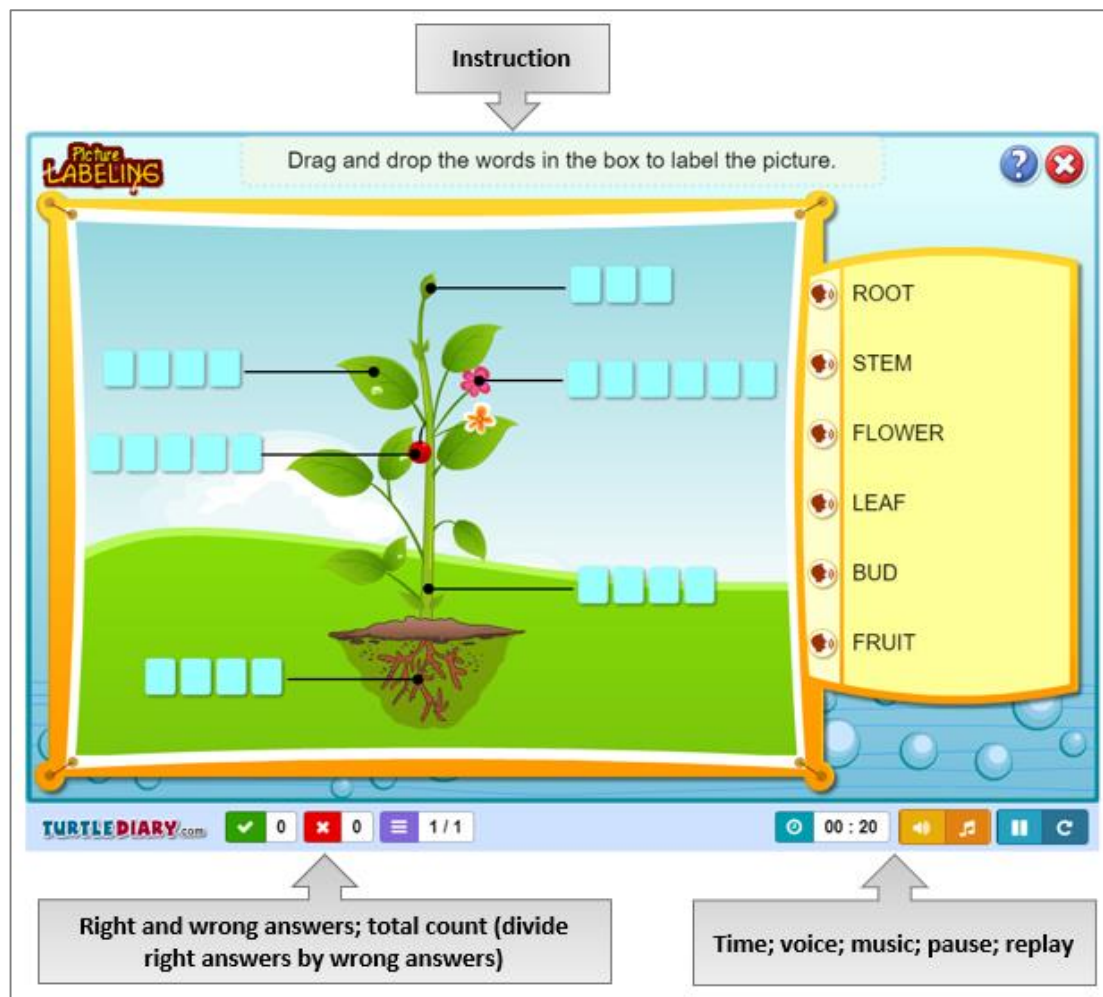 Instruction
Picture
LABELING
Drag and drop the words in the box to label the picture.
?
ROOT
STEM
FLOWER
LEAF
BUD
FRUIT
TURTLEDIARY.com
0
0
1 / 1
00 : 20
Right and wrong answers; total count (divide
right answers by wrong answers)
Time; voice; music; pause; replay